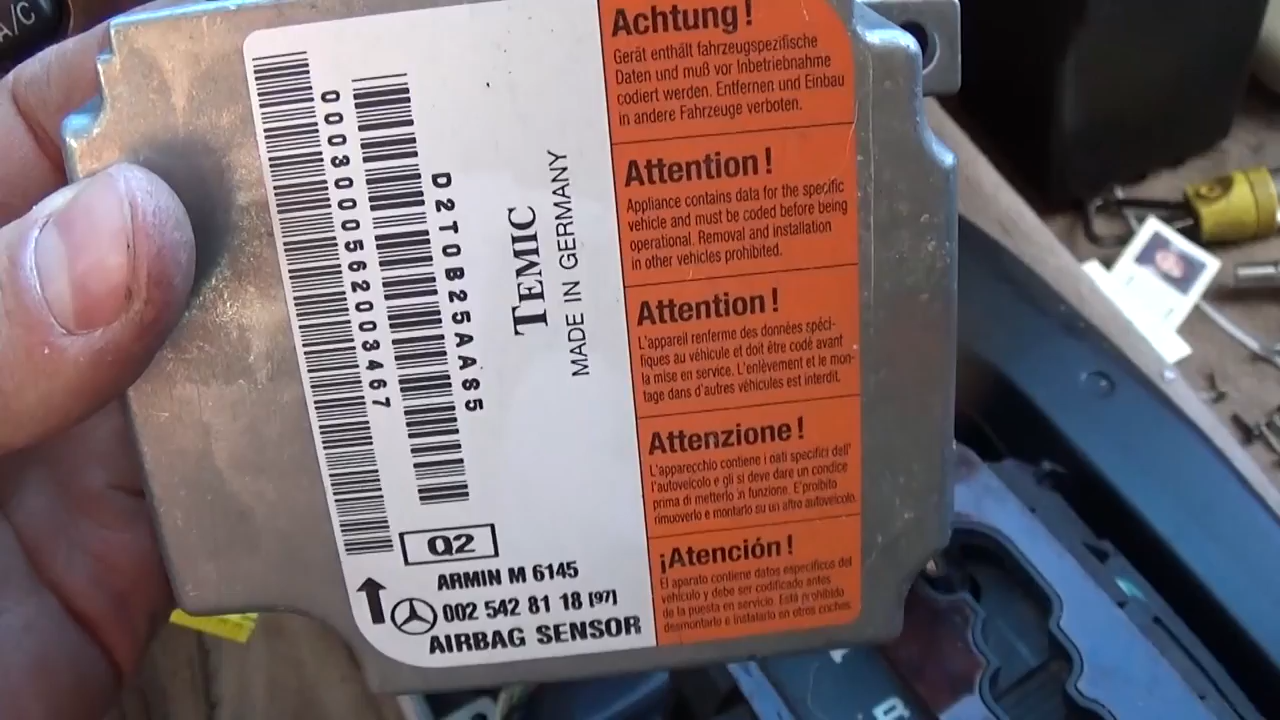 A/C
00030005620034 67
D2T0B25AAS5
TEMIC
MADE IN GERMANY
Q2
ARMIN M 6145
002 542 81 18 [97]
AIRBAG SENSOR
Achtung!
Gerät enthält fahrzeugspezifische
Daten und muß vor Inbetriebnahme
codiert werden. Entfernen und Einbau
in andere Fahrzeuge verboten.
Attention!
Appliance contains data for the specific
vehicle and must be coded before being
operational. Removal and installation
in other vehicles prohibited.
Attention!
L'appareil renferme des données spéci-
fiques au véhicule et doit être codé avant
la mise en service. L'enlèvement et le mon-
tage dans d'autres véhicules est interdit.
Attenzione!
L'apparecchio contiene i dati specifici dell'
l'autoveicolo e gli si deve dare un condice
prima di metterlo in funzione. E'proibito
rimuoverlo e montarlo su un altro autoveicolo.
¡Atención!
El aparato contiene datos específicos del
vehículo y debe ser codificado antes
de la puesta en servicio. Está prohibido
desmontarlo e instalarlo en otros coches.